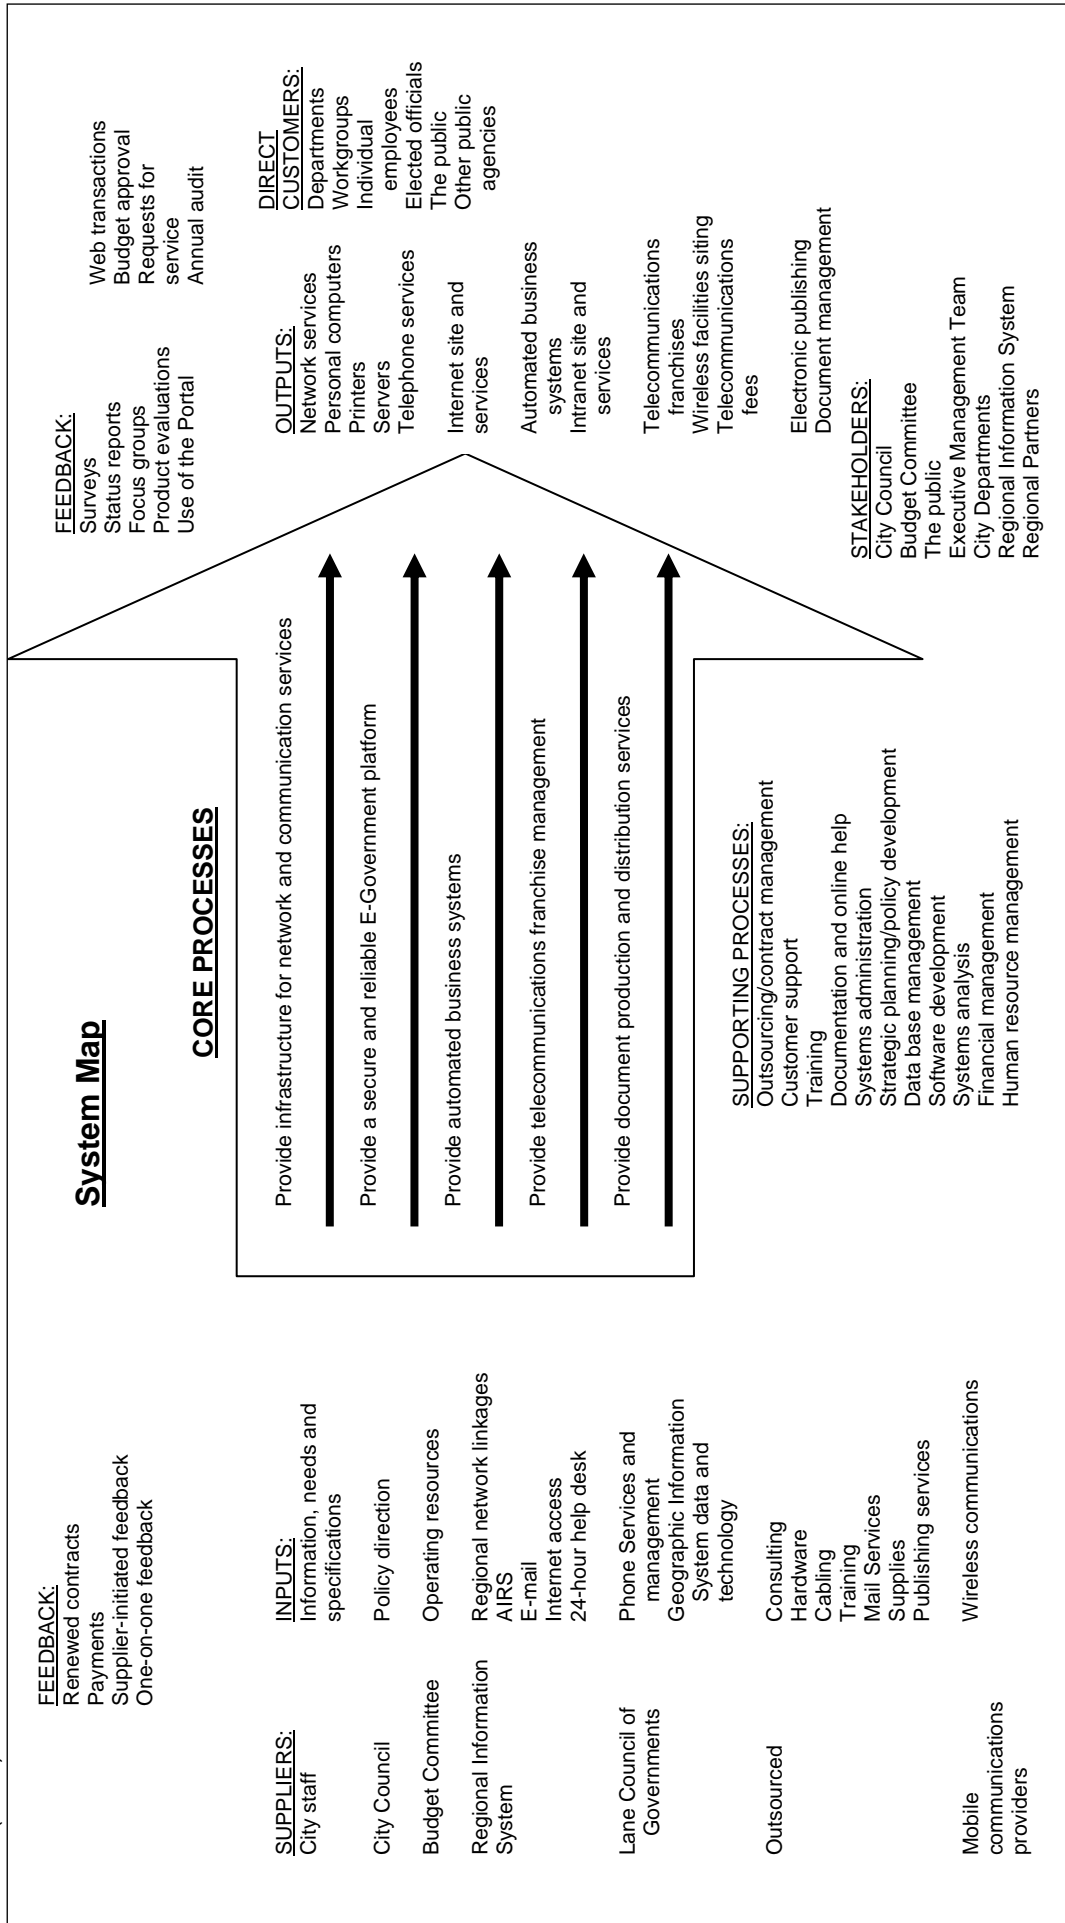 System Map
FEEDBACK:
Renewed contracts
Payments
Supplier-initiated feedback
One-on-one feedback
FEEDBACK:
Surveys
Status reports
Focus groups
Product evaluations
Use of the Portal
Web transactions
Budget approval
Requests for
service
Annual audit
CORE PROCESSES
SUPPLIERS:
City staff
City Council
Budget Committee
Regional Information
System
Lane Council of
Governments
Outsourced
Mobile
communications
providers
INPUTS:
Information, needs and
specifications
Policy direction
Operating resources
Regional network linkages
AIRS
E-mail
Internet access
24-hour help desk
Phone Services and
management
Geographic Information
System data and
technology
Consulting
Hardware
Cabling
Training
Mail Services
Supplies
Publishing services
Wireless communications
Provide infrastructure for network and communication services
Provide a secure and reliable E-Government platform
Provide automated business systems
Provide telecommunications franchise management
Provide document production and distribution services
OUTPUTS:
Network services
Personal computers
Printers
Servers
Telephone services
Internet site and
services
Automated business
systems
Intranet site and
services
Telecommunications
franchises
Wireless facilities siting
Telecommunications
fees
Electronic publishing
Document management
DIRECT
CUSTOMERS:
Departments
Workgroups
Individual
employees
Elected officials
The public
Other public
agencies
SUPPORTING PROCESSES:
Outsourcing/contract management
Customer support
Training
Documentation and online help
Systems administration
Strategic planning/policy development
Data base management
Software development
Systems analysis
Financial management
Human resource management
STAKEHOLDERS:
City Council
Budget Committee
The public
Executive Management Team
City Departments
Regional Information System
Regional Partners